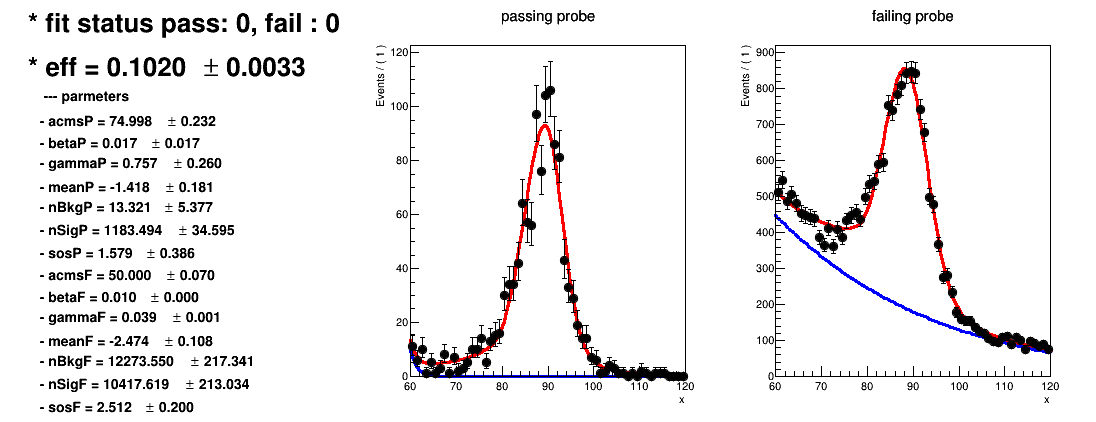 * fit status pass: 0, fail : 0
* eff = 0.1020 ± 0.0033
--- parmeters
- acmsP = 74.998 ± 0.232
- betaP = 0.017 ± 0.017
- gammaP = 0.757 ± 0.260
- meanP = -1.418 ± 0.181
- nBkgP = 13.321 ± 5.377
- nSigP = 1183.494 ± 34.595
- sosP = 1.579 ± 0.386
- acmsF = 50.000 ± 0.070
- betaF = 0.010 ± 0.000
- gammaF = 0.039 ± 0.001
- meanF = -2.474 ± 0.108
- nBkgF = 12273.550 ± 217.341
- nSigF = 10417.619 ± 213.034
- sosF = 2.512 ± 0.200
passing probe
Events / ( 1 )
120
100
80
60
40
20
0
60 70 80 90 100 110 120
x
failing probe
Events / ( 1 )
900
800
700
600
500
400
300
200
100
0
60 70 80 90 100 110 120
x